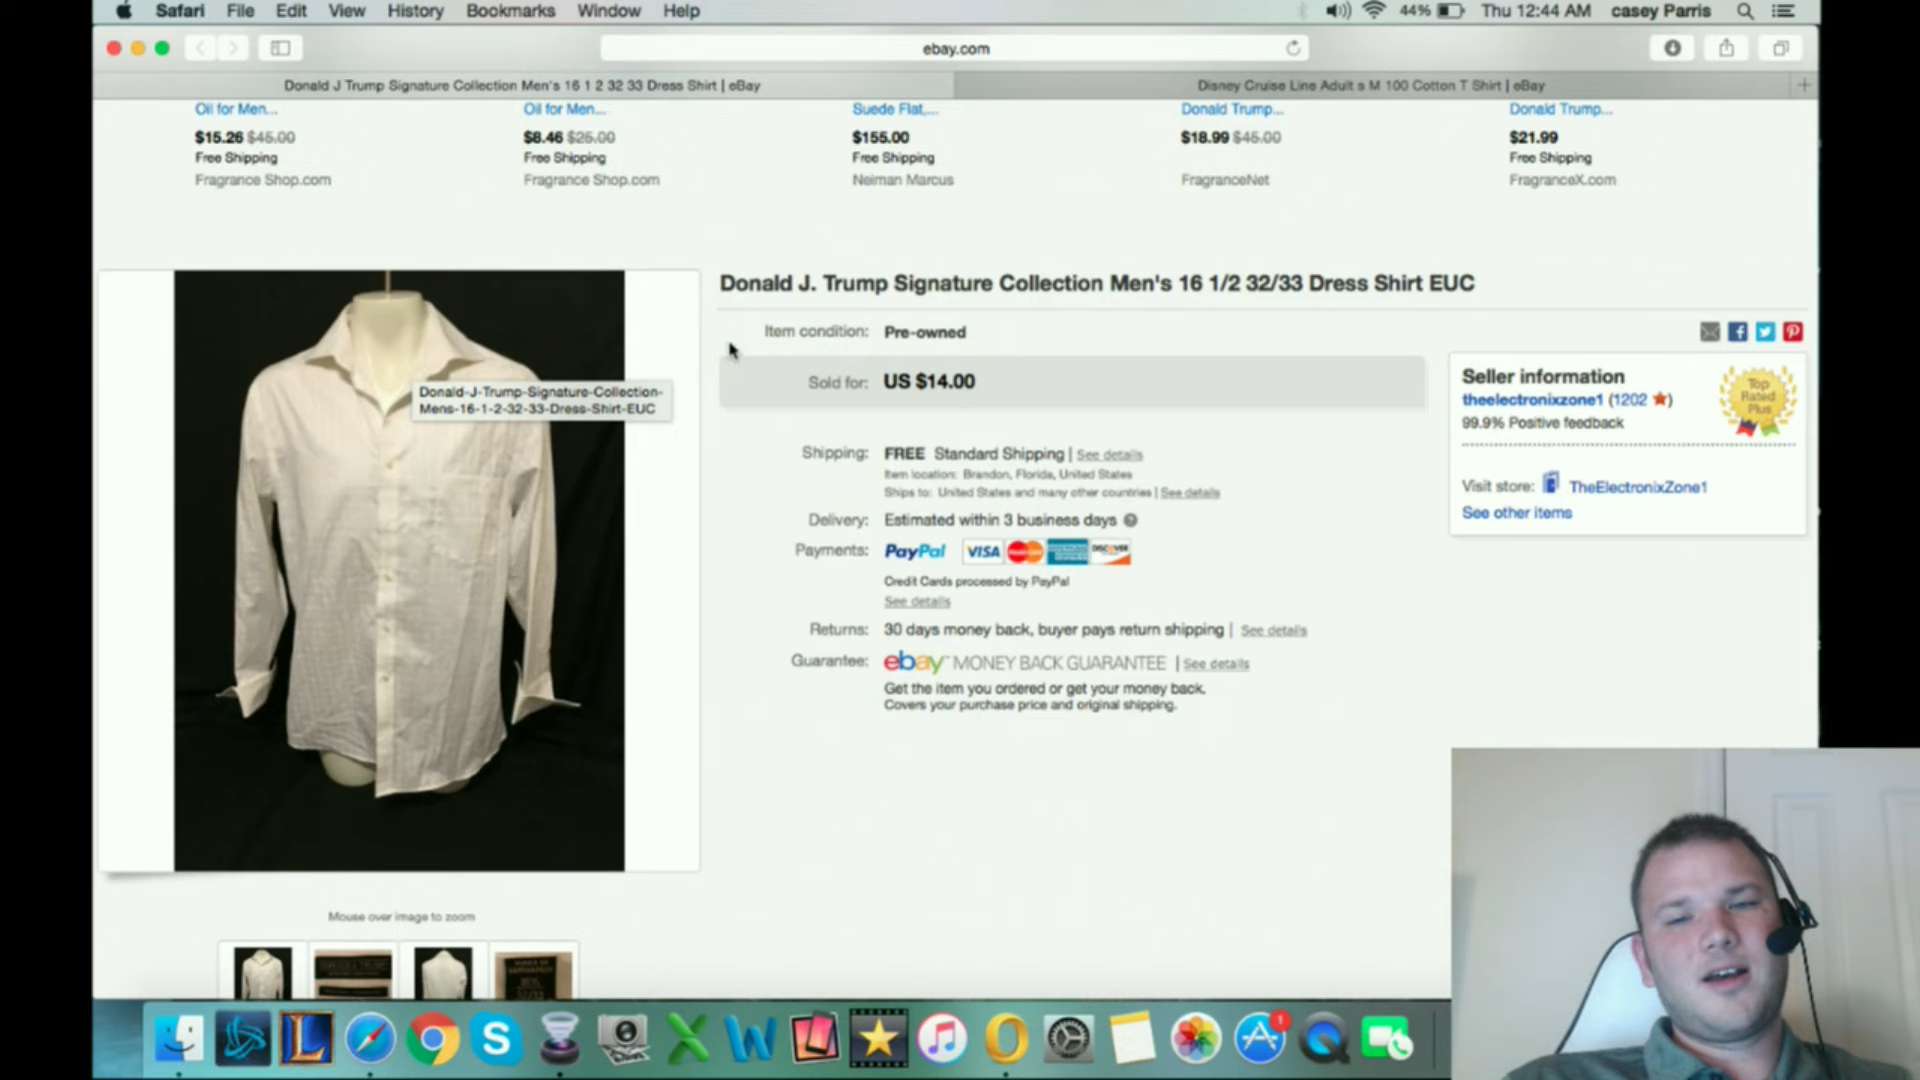 Safari File Edit View History Bookmarks Window Help
44% Thu 12:44 AM casey Parris
ebay.com
Donald J Trump Signature Collection Men's 16 1 2 32 33 Dress Shirt | eBay
Disney Cruise Line Adult s M 100 Cotton T Shirt | eBay
Oil for Men...
$15.26 $45.00
Free Shipping
Fragrance Shop.com
Oil for Men...
$8.46 $25.00
Free Shipping
Fragrance Shop.com
Suede Flat,...
$155.00
Free Shipping
Neiman Marcus
Donald Trump...
$18.99 $45.00
FragranceNet
Donald Trump...
$21.99
Free Shipping
FragranceX.com
Donald J. Trump Signature Collection Men's 16 1/2 32/33 Dress Shirt EUC
Item condition: Pre-owned
Sold for: US $14.00
Donald-J-Trump-Signature-Collection-
Mens-16-1-2-32-33-Dress-Shirt-EUC
Shipping: FREE Standard Shipping | See details
Item location: Brandon, Florida, United States
Ships to: United States and many other countries | See details
Delivery: Estimated within 3 business days
Payments: PayPal VISA MasterCard AMERICAN EXPRESS DISCOVER
Credit Cards processed by PayPal
See details
Returns: 30 days money back, buyer pays return shipping | See details
Guarantee: ebay MONEY BACK GUARANTEE | See details
Get the item you ordered or get your money back.
Covers your purchase price and original shipping.
Seller information
theelectronixzone1 (1202 )
99.9% Positive feedback
Top
Rated
Plus
Visit store: TheElectronixZone1
See other items
Mouse over image to zoom
1